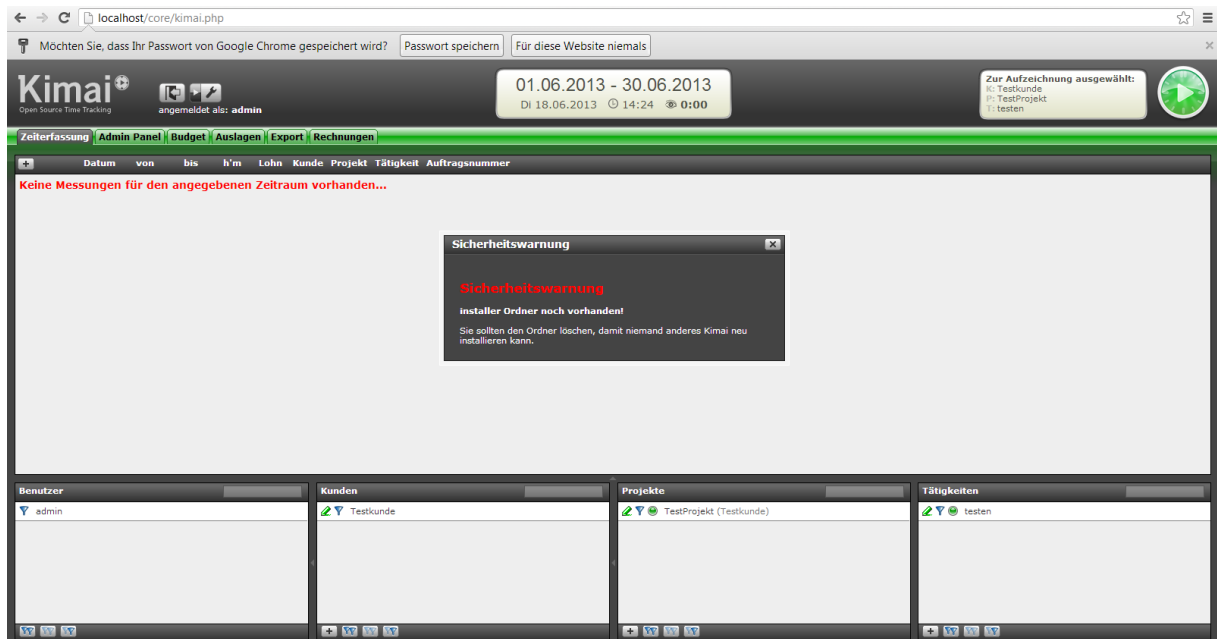 localhost/core/kimai.php
Möchten Sie, dass Ihr Passwort von Google Chrome gespeichert wird? Passwort speichern Für diese Website niemals
Kimai
Open Source Time Tracking
angemeldet als: admin
01.06.2013 - 30.06.2013
Di 18.06.2013 14:24 0:00
Zur Aufzeichnung ausgewählt:
K: Testkunde
P: TestProjekt
T: testen
Zeiterfassung Admin Panel Budget Auslagen Export Rechnungen
Datum von bis h'm Lohn Kunde Projekt Tätigkeit Auftragsnummer
Keine Messungen für den angegebenen Zeitraum vorhanden...
Sicherheitswarnung
Sicherheitswarnung
installer Ordner noch vorhanden!
Sie sollten den Ordner löschen, damit niemand anderes Kimai neu
installieren kann.
Benutzer Kunden Projekte Tätigkeiten
admin Testkunde TestProjekt (Testkunde) testen